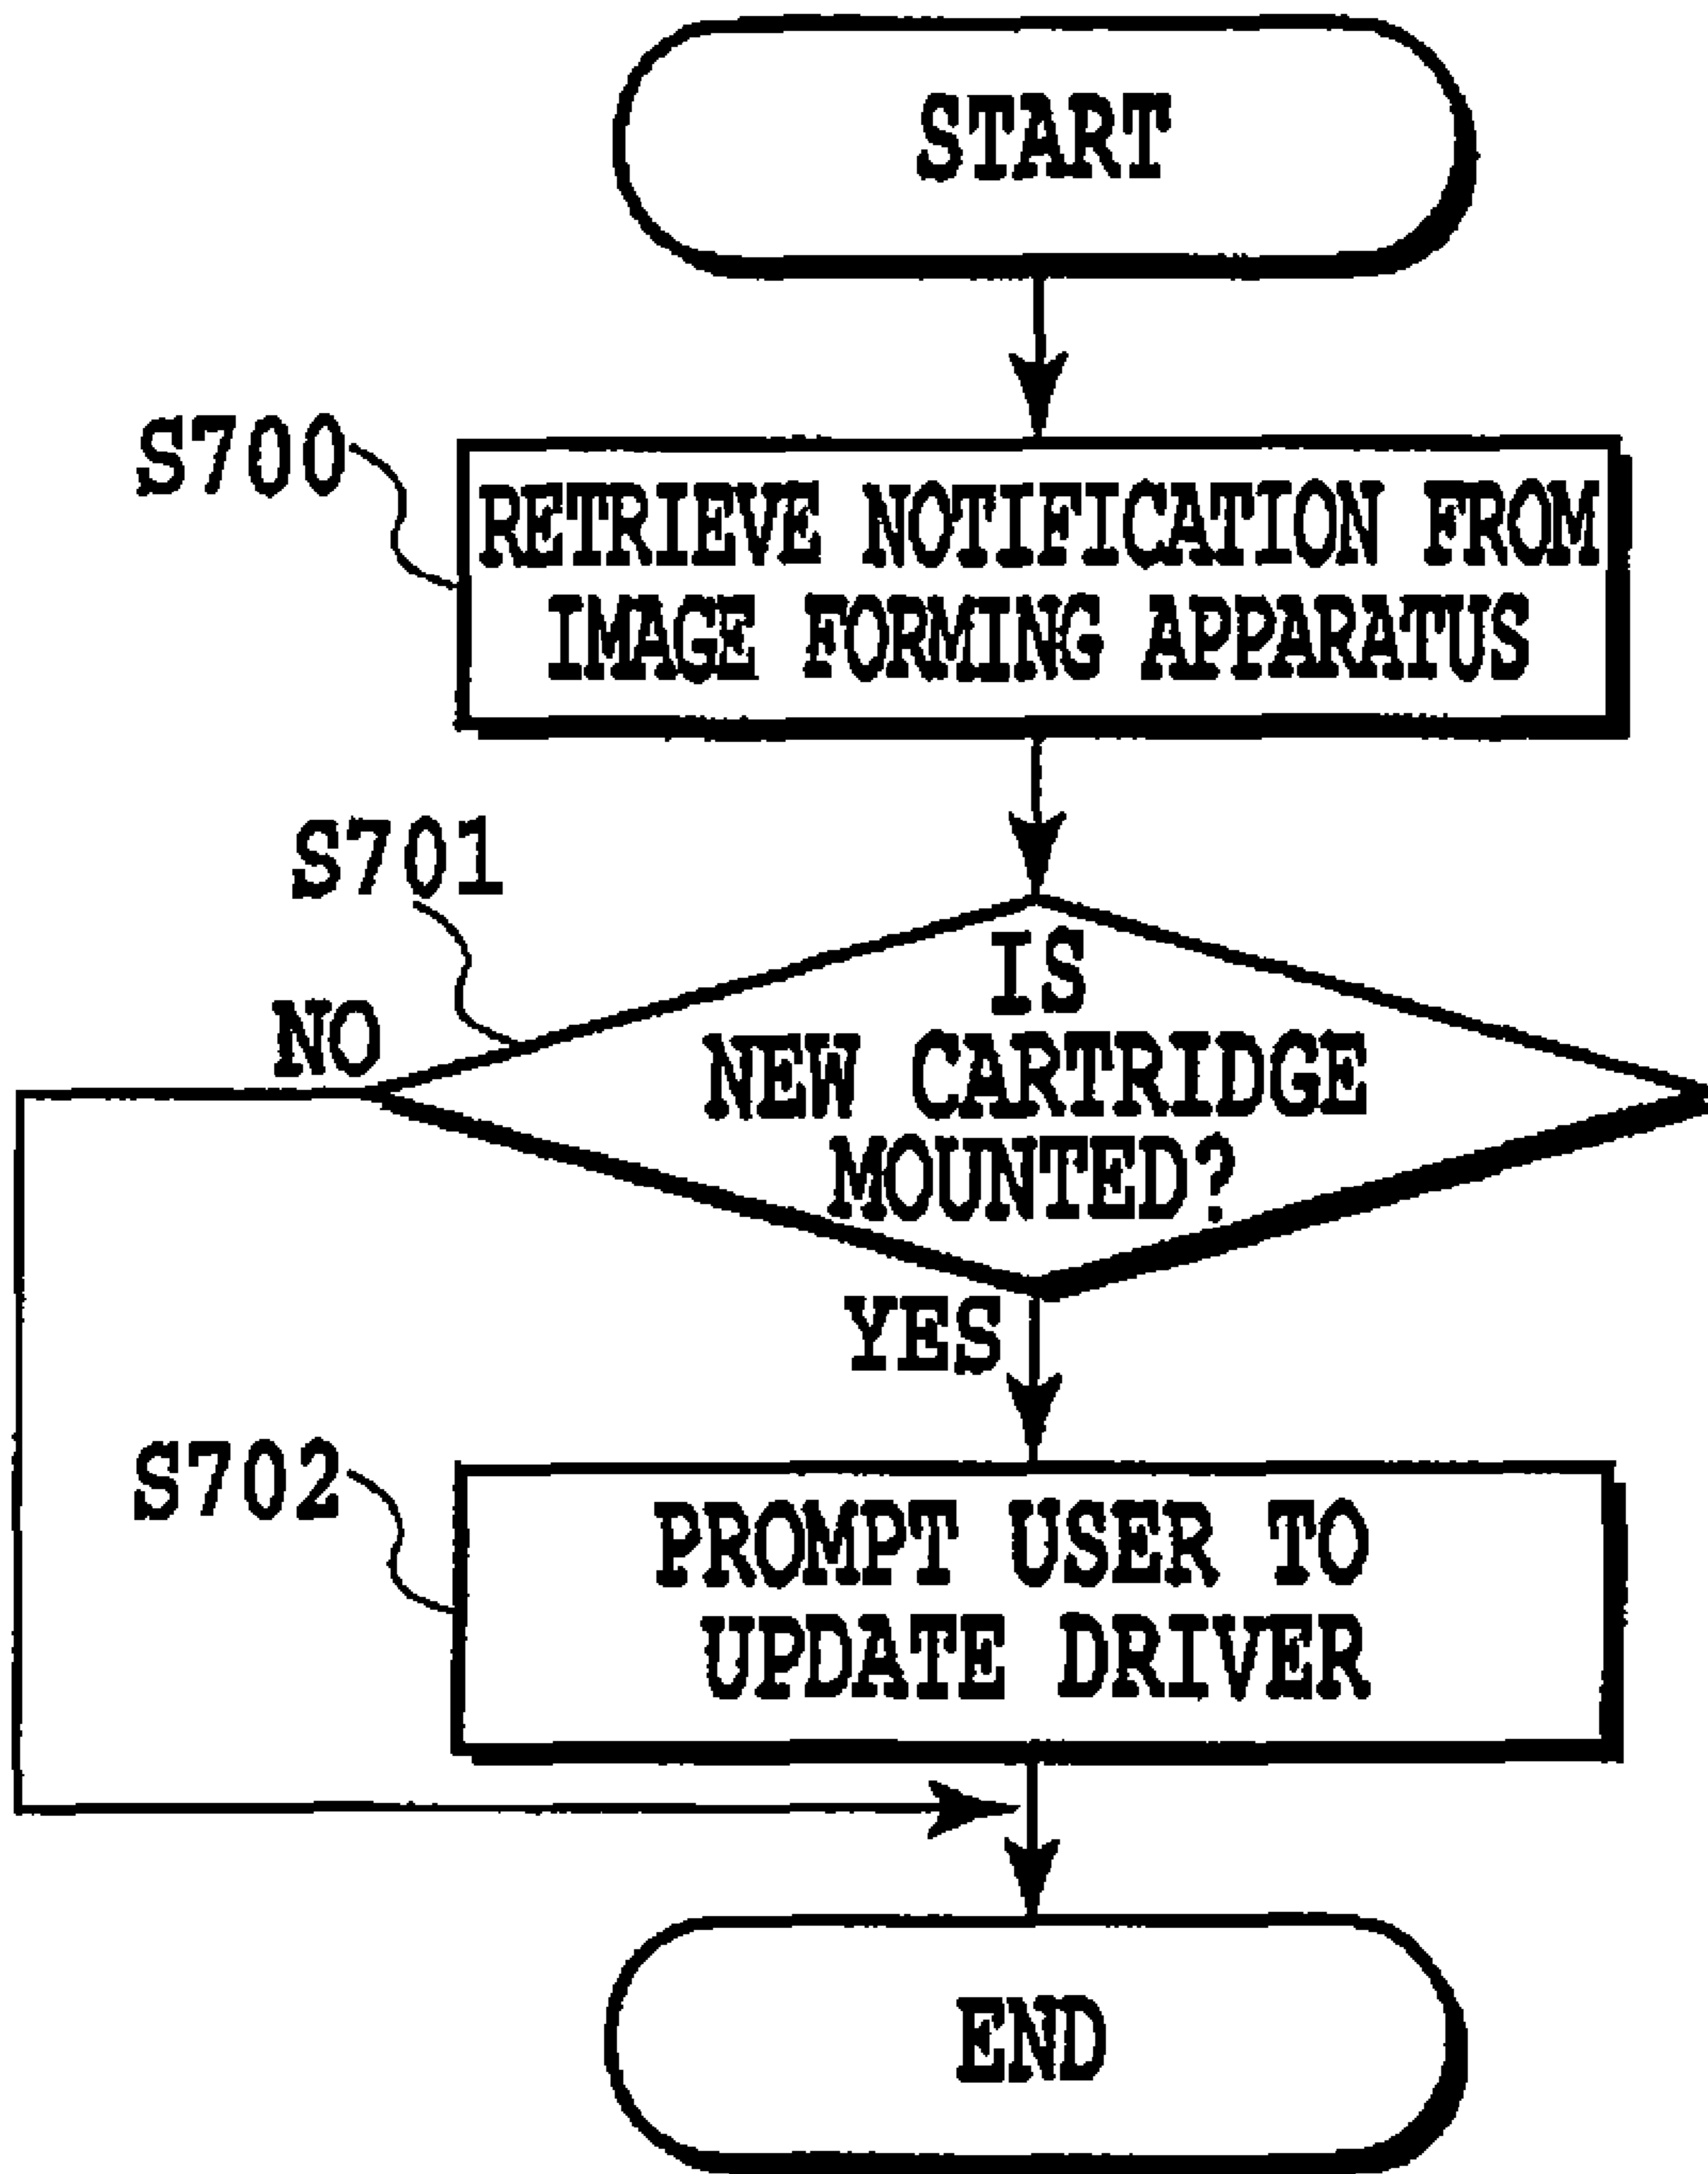 START
S700
RETRIEVE NOTIFICATION FROM
IMAGE FORMING APPARATUS
S701
IS
NEW CARTRIDGE
MOUNTED?
NO
YES
S702
PROMPT USER TO
UPDATE DRIVER
END